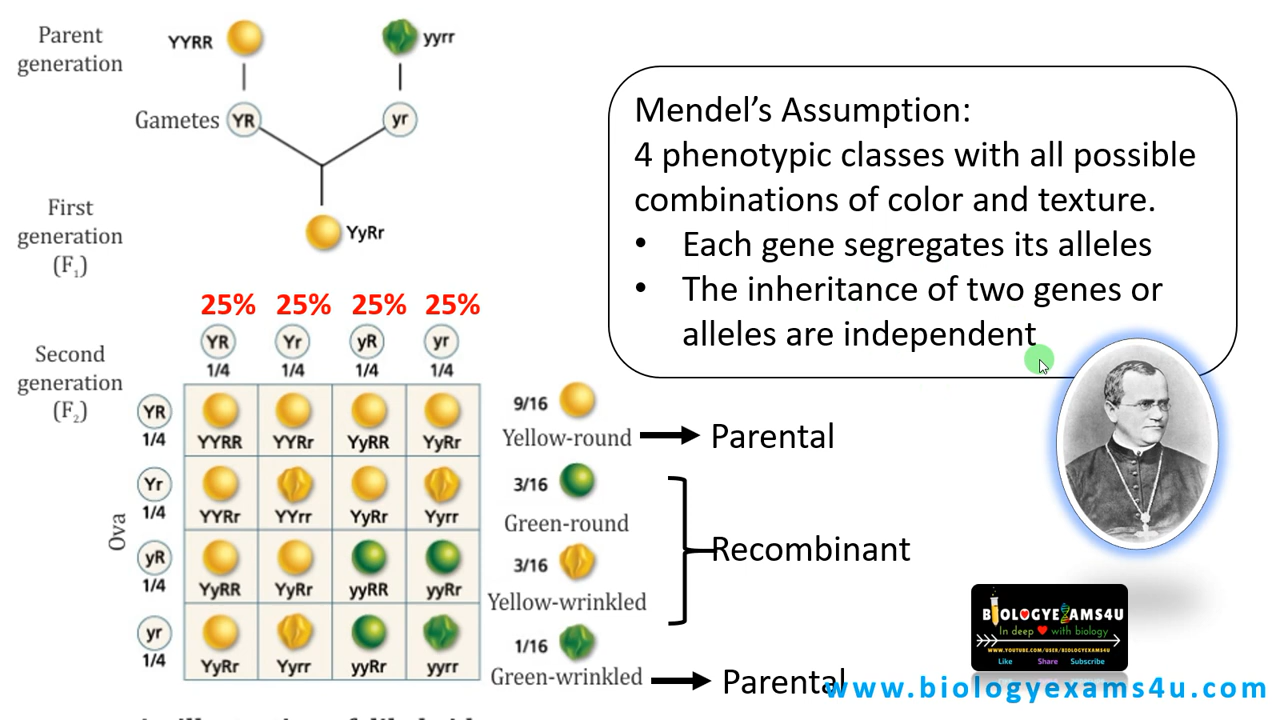 Parent
generation
YYRR
yyrr
Gametes
YR
yr
First
generation
(F₁)
YyRr
Mendel’s Assumption:
4 phenotypic classes with all possible
combinations of color and texture.
• Each gene segregates its alleles
• The inheritance of two genes or
alleles are independent
25% 25% 25% 25%
YR Yr yR yr
1/4 1/4 1/4 1/4
Second
generation
(F₂)
Ova
YR
1/4
YYRR YYRr YyRR YyRr
Yr
1/4
YYRr YYrr YyRr Yyrr
yR
1/4
YyRR YyRr yyRR yyRr
yr
1/4
YyRr Yyrr yyRr yyrr
9/16
Yellow-round
Parental
3/16
Green-round
Recombinant
3/16
Yellow-wrinkled
1/16
Green-wrinkled
Parental
BIOLOGYEXAMS4U
In deep with biology
WWW.YOUTUBE.COM/USER/BIOLOGYEXAMS4U
Like Share Subscribe
www.biologyexams4u.com